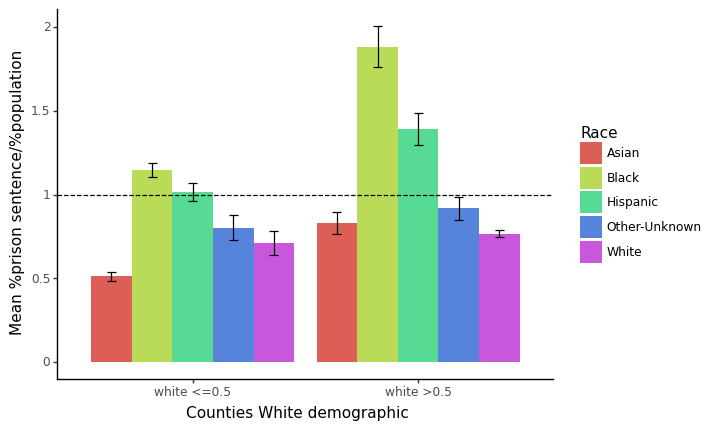 2
1.5
1
0.5
0
Mean %prison sentence/%population
white <=0.5
white >0.5
Counties White demographic
Race
Asian
Black
Hispanic
Other-Unknown
White